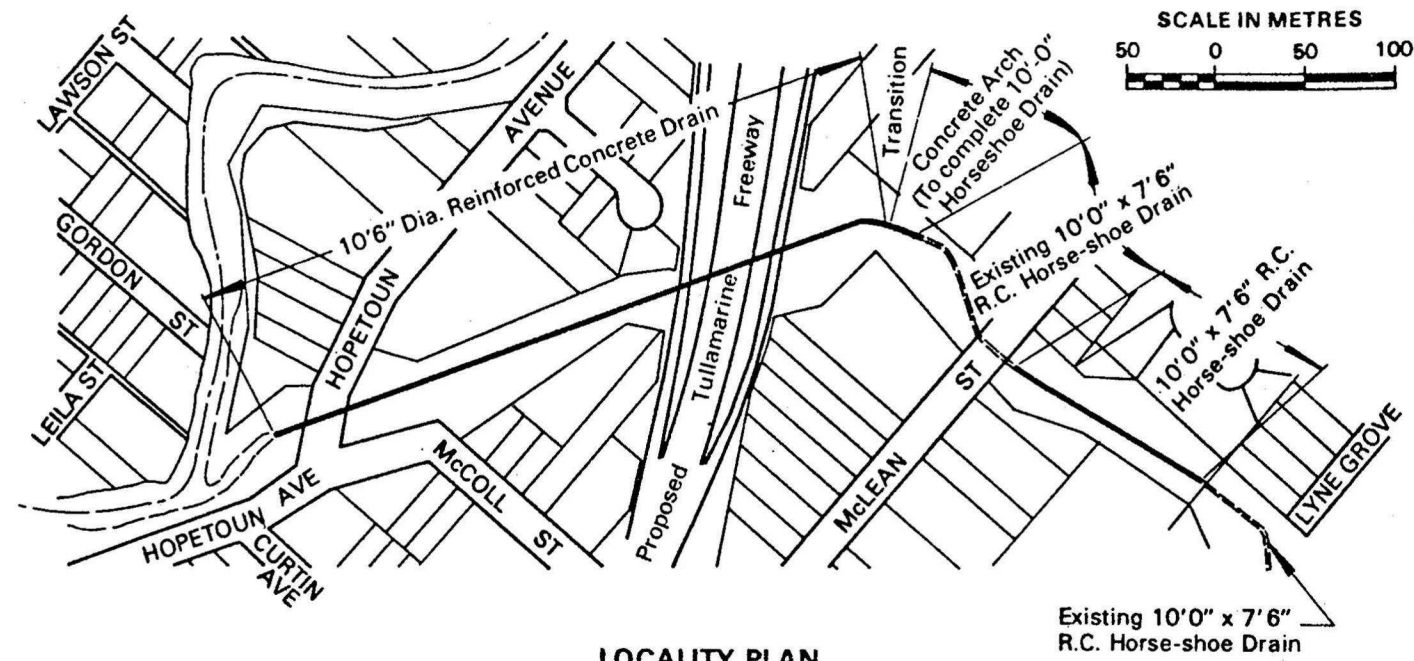 SCALE IN METRES
50 0 50 100
LAWSON ST
AVENUE
HOPETOUN
10'6" Dia. Reinforced Concrete Drain
Freeway
Tullamarine
Proposed
Transition
Concrete Arch
(To complete 10'-0"
Horseshoe Drain)
Existing 10'0" x 7'6"
R.C. Horse-shoe Drain
10'0" x 7'6" R.C.
Horse-shoe Drain
GORDON ST
LEILA ST
HOPETOUN AVE
CURTIN
AVE
McCOLL ST
McLEAN ST
LYNE GROVE
Existing 10'0" x 7'6"
R.C. Horse-shoe Drain
LOCALITY PLAN